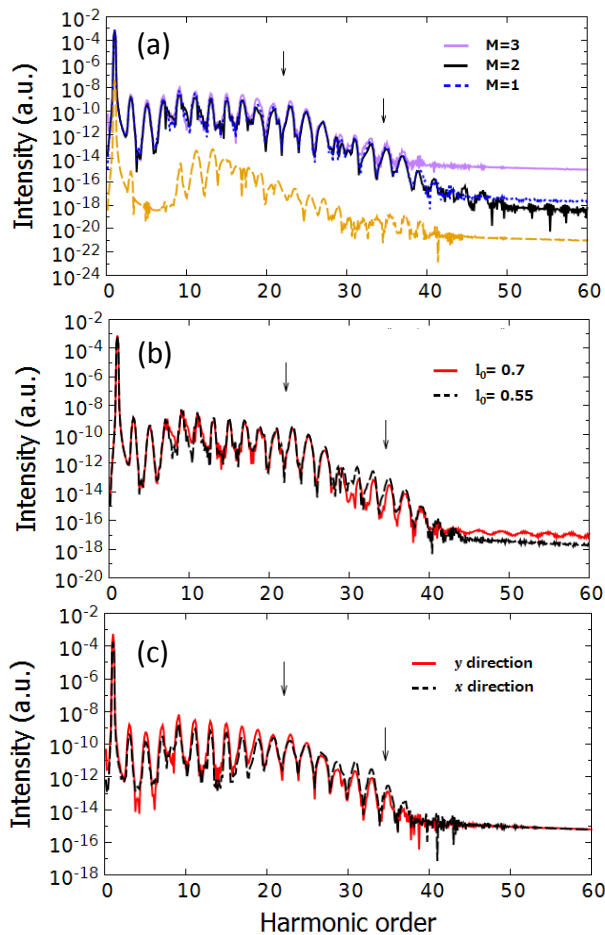 (a)
Intensity (a.u.)
10-2
10-4
10-6
10-8
10-10
10-12
10-14
10-16
10-18
10-20
10-22
10-24
M=3
M=2
M=1
0 10 20 30 40 50 60
(b)
Intensity (a.u.)
10-2
10-4
10-6
10-8
10-10
10-12
10-14
10-16
10-18
10-20
l0= 0.7
l0= 0.55
0 10 20 30 40 50 60
(c)
Intensity (a.u.)
10-2
10-4
10-6
10-8
10-10
10-12
10-14
10-16
10-18
y direction
x direction
0 10 20 30 40 50 60
Harmonic order